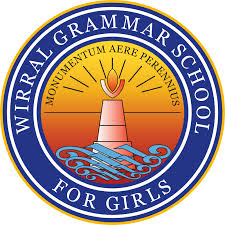 WIRRAL GRAMMAR SCHOOL
FOR GIRLS
MONUMENTUM AERE PERENNIUS